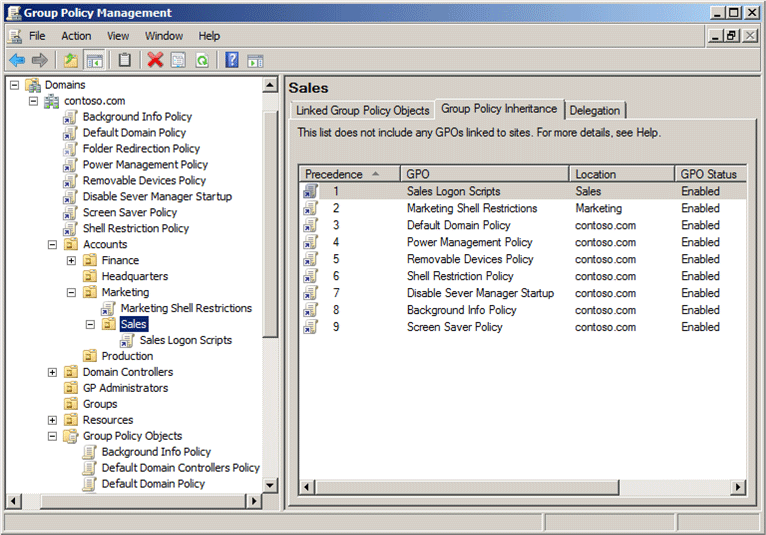 Group Policy Management
File Action View Window Help
Domains
contoso.com
Background Info Policy
Default Domain Policy
Folder Redirection Policy
Power Management Policy
Removable Devices Policy
Disable Sever Manager Startup
Screen Saver Policy
Shell Restriction Policy
Accounts
Finance
Headquarters
Marketing
Marketing Shell Restrictions
Sales
Sales Logon Scripts
Production
Domain Controllers
GP Administrators
Groups
Resources
Group Policy Objects
Background Info Policy
Default Domain Controllers Policy
Default Domain Policy
Sales
Linked Group Policy Objects Group Policy Inheritance Delegation
This list does not include any GPOs linked to sites. For more details, see Help.
Precedence GPO Location GPO Status
1 Sales Logon Scripts Sales Enabled
2 Marketing Shell Restrictions Marketing Enabled
3 Default Domain Policy contoso.com Enabled
4 Power Management Policy contoso.com Enabled
5 Removable Devices Policy contoso.com Enabled
6 Shell Restriction Policy contoso.com Enabled
7 Disable Sever Manager Startup contoso.com Enabled
8 Background Info Policy contoso.com Enabled
9 Screen Saver Policy contoso.com Enabled